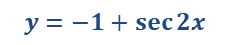 y = −1 + sec 2x